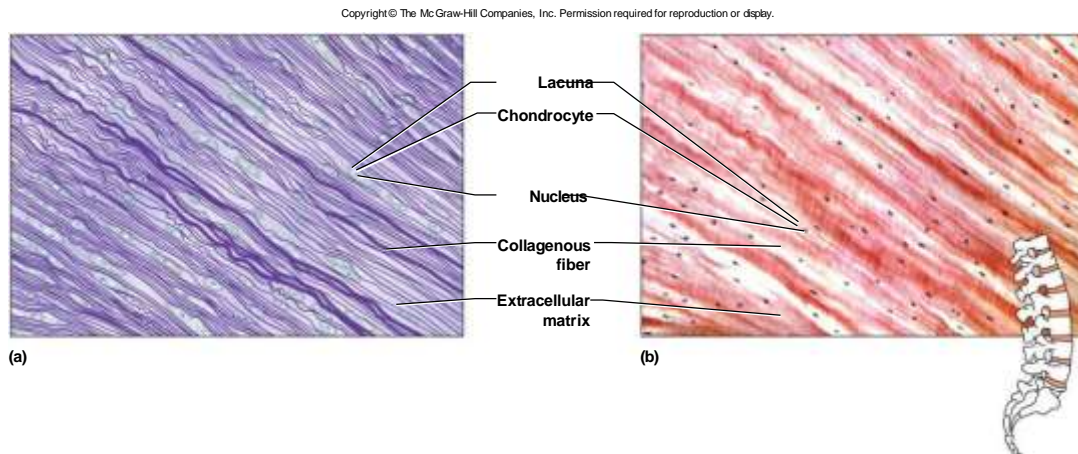 Copyright © The McGraw-Hill Companies, Inc. Permission required for reproduction or display.
Lacuna
Chondrocyte
Nucleus
Collagenous
fiber
Extracellular
matrix
(a)
(b)